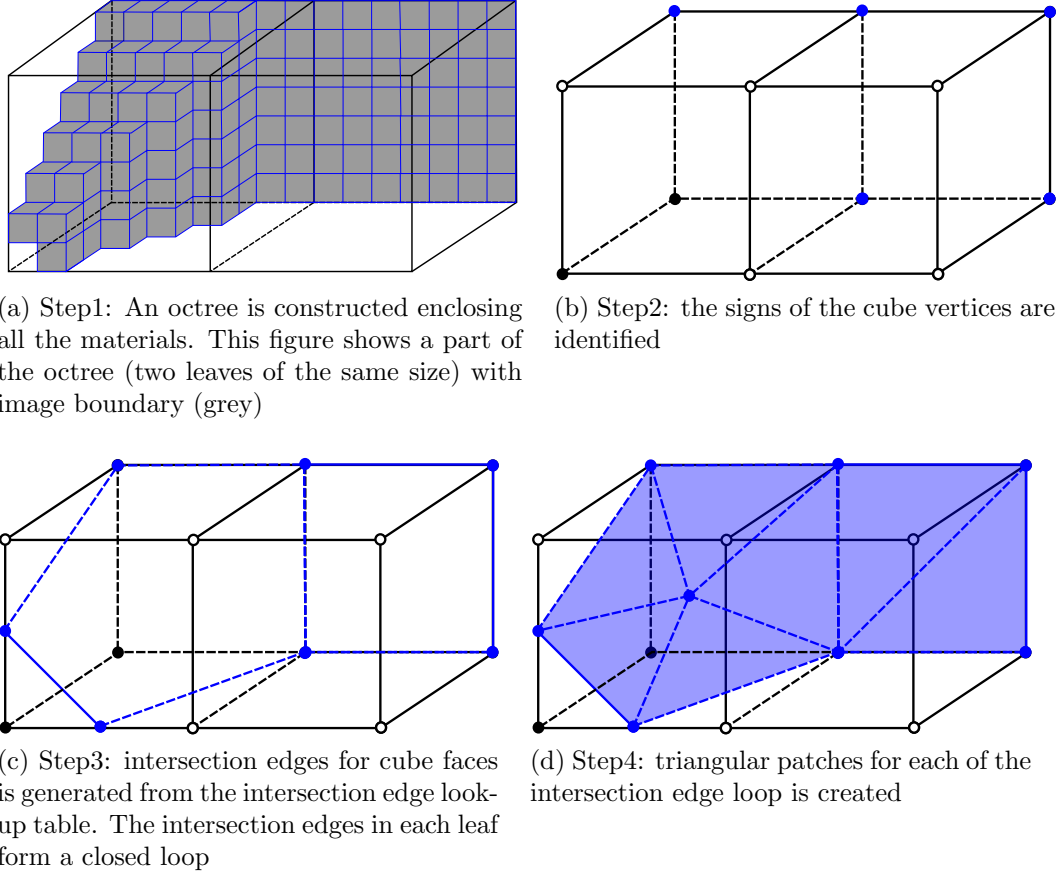 (a) Step1: An octree is constructed enclosing
all the materials. This figure shows a part of
the octree (two leaves of the same size) with
image boundary (grey)
(b) Step2: the signs of the cube vertices are
identified
(c) Step3: intersection edges for cube faces
is generated from the intersection edge look-
up table. The intersection edges in each leaf
form a closed loop
(d) Step4: triangular patches for each of the
intersection edge loop is created